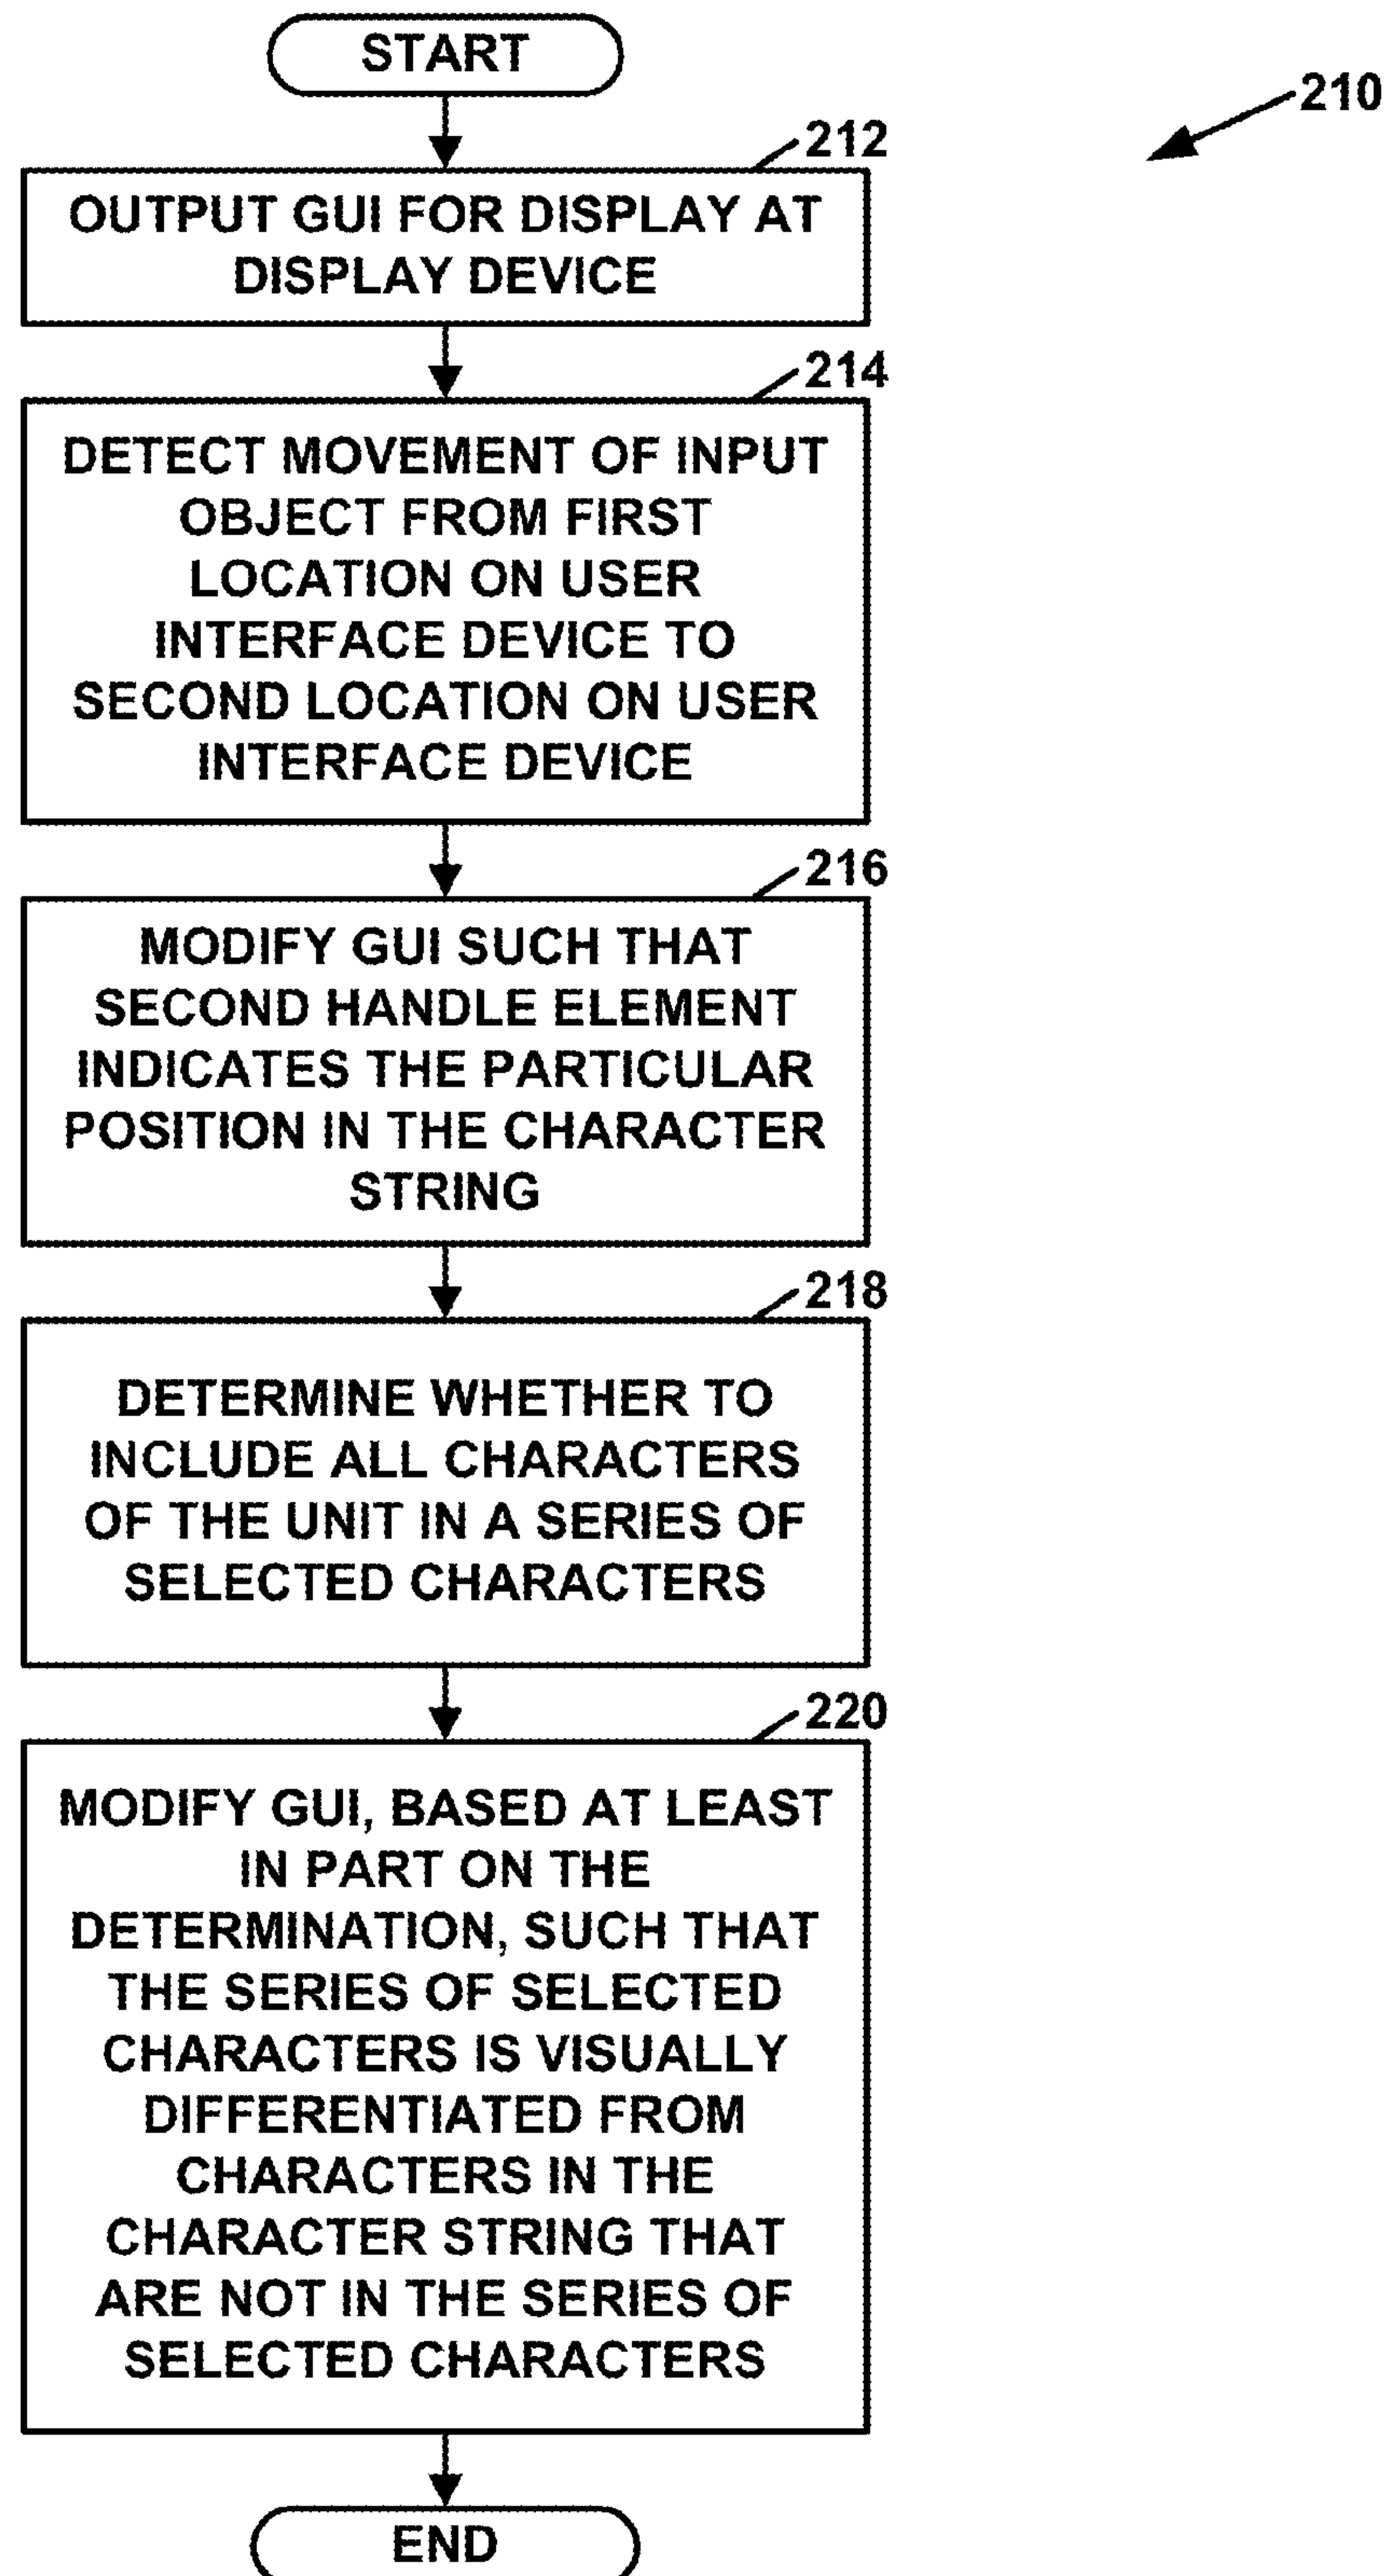 START
210
212
OUTPUT GUI FOR DISPLAY AT
DISPLAY DEVICE
214
DETECT MOVEMENT OF INPUT
OBJECT FROM FIRST
LOCATION ON USER
INTERFACE DEVICE TO
SECOND LOCATION ON USER
INTERFACE DEVICE
216
MODIFY GUI SUCH THAT
SECOND HANDLE ELEMENT
INDICATES THE PARTICULAR
POSITION IN THE CHARACTER
STRING
218
DETERMINE WHETHER TO
INCLUDE ALL CHARACTERS
OF THE UNIT IN A SERIES OF
SELECTED CHARACTERS
220
MODIFY GUI, BASED AT LEAST
IN PART ON THE
DETERMINATION, SUCH THAT
THE SERIES OF SELECTED
CHARACTERS IS VISUALLY
DIFFERENTIATED FROM
CHARACTERS IN THE
CHARACTER STRING THAT
ARE NOT IN THE SERIES OF
SELECTED CHARACTERS
END